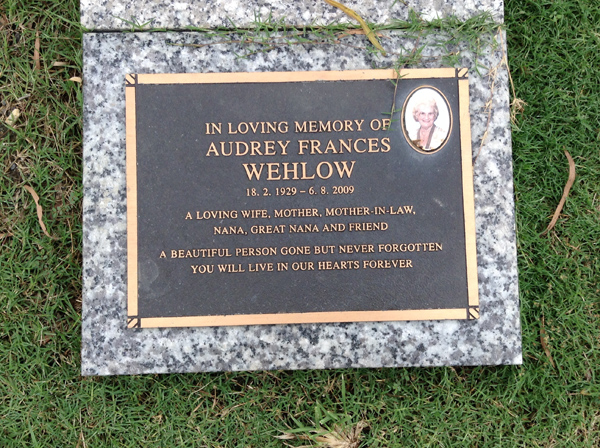 IN LOVING MEMORY OF
AUDREY FRANCES
WEHLOW
18. 2. 1929 – 6. 8. 2009
A LOVING WIFE, MOTHER, MOTHER-IN-LAW,
NANA, GREAT NANA AND FRIEND
A BEAUTIFUL PERSON GONE BUT NEVER FORGOTTEN
YOU WILL LIVE IN OUR HEARTS FOREVER